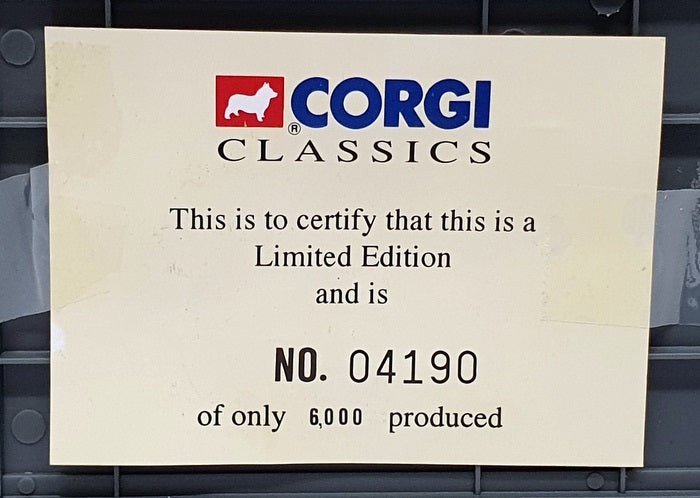 ® CORGI
CLASSICS
This is to certify that this is a
Limited Edition
and is
NO. 04190
of only 6,000 produced